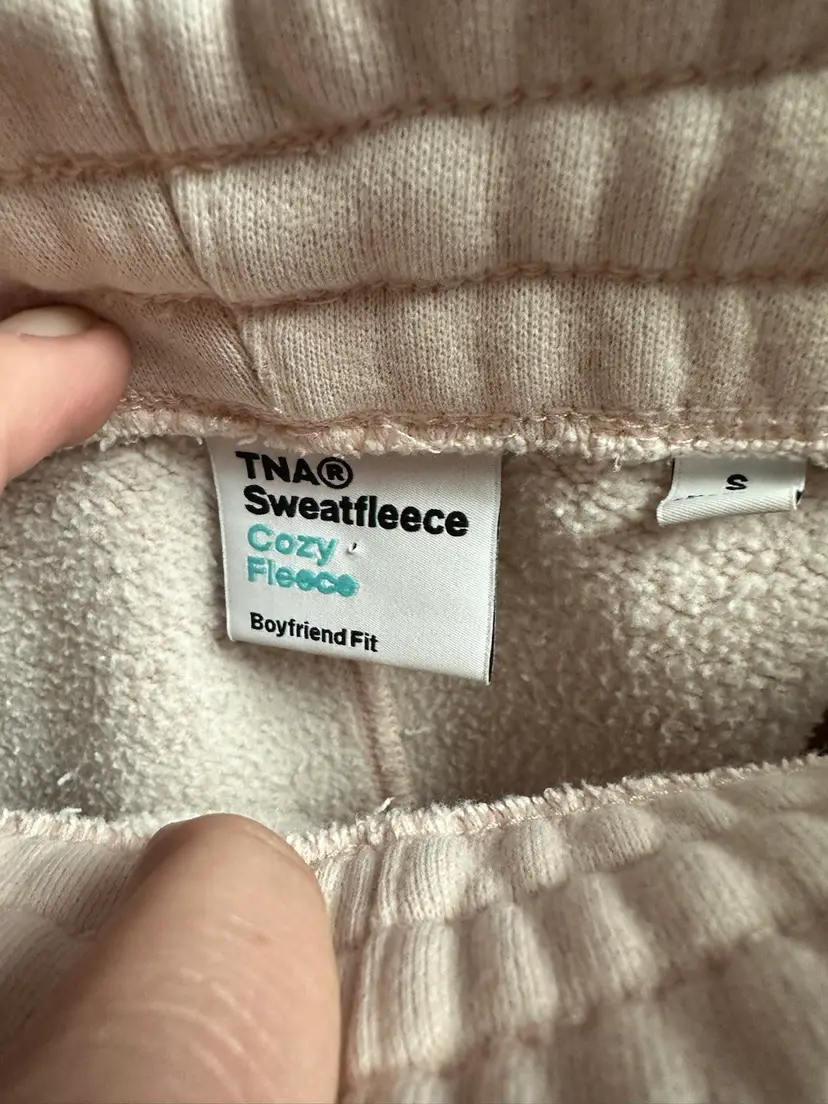 TNA®
Sweatfleece
Cozy
Fleece
Boyfriend Fit
S